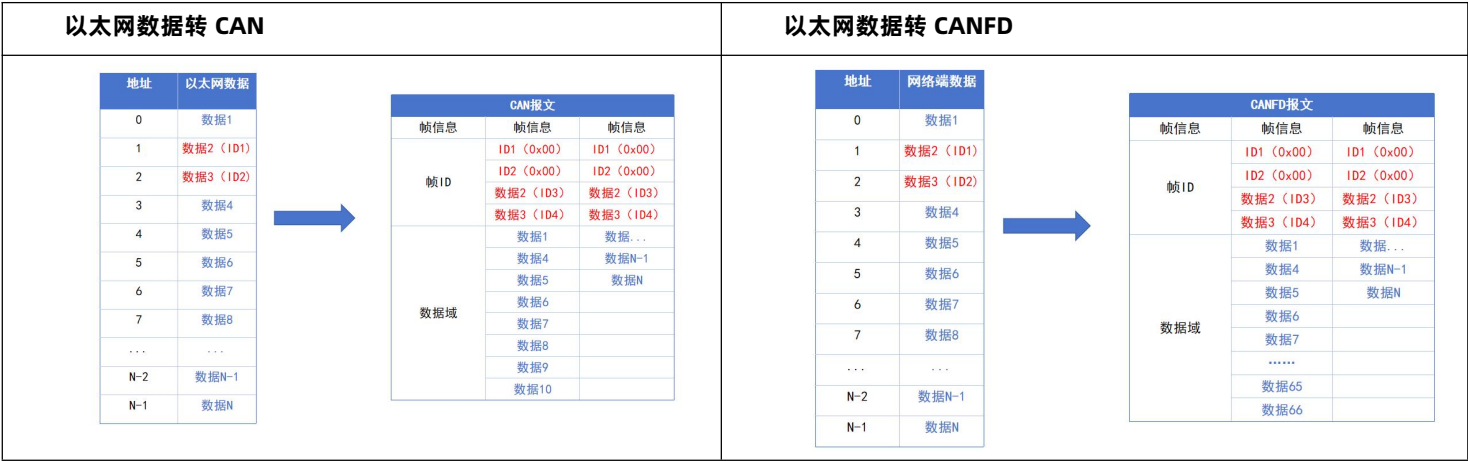 以太网数据转 CAN
地址 以太网数据
0 数据1
1 数据2（ID1)
2 数据3（ID2)
3 数据4
4 数据5
5 数据6
6 数据7
7 数据8
... ...
N-2 数据N-1
N-1 数据N
CAN报文
帧信息 帧信息 帧信息
帧ID
ID1（0x00） ID1（0x00）
ID2（0x00） ID2（0x00）
数据2（ID3） 数据2（ID3）
数据3（ID4） 数据3（ID4）
数据域
数据1 数据...
数据4 数据N-1
数据5 数据N
数据6
数据7
数据8
数据9
数据10
以太网数据转 CANFD
地址 网络端数据
0 数据1
1 数据2（ID1)
2 数据3（ID2)
3 数据4
4 数据5
5 数据6
6 数据7
7 数据8
... ...
N-2 数据N-1
N-1 数据N
CANFD报文
帧信息 帧信息 帧信息
帧ID
ID1（0x00） ID1（0x00）
ID2（0x00） ID2（0x00）
数据2（ID3） 数据2（ID3）
数据3（ID4） 数据3（ID4）
数据域
数据1 数据...
数据4 数据N-1
数据5 数据N
数据6
数据7
……
数据65
数据66